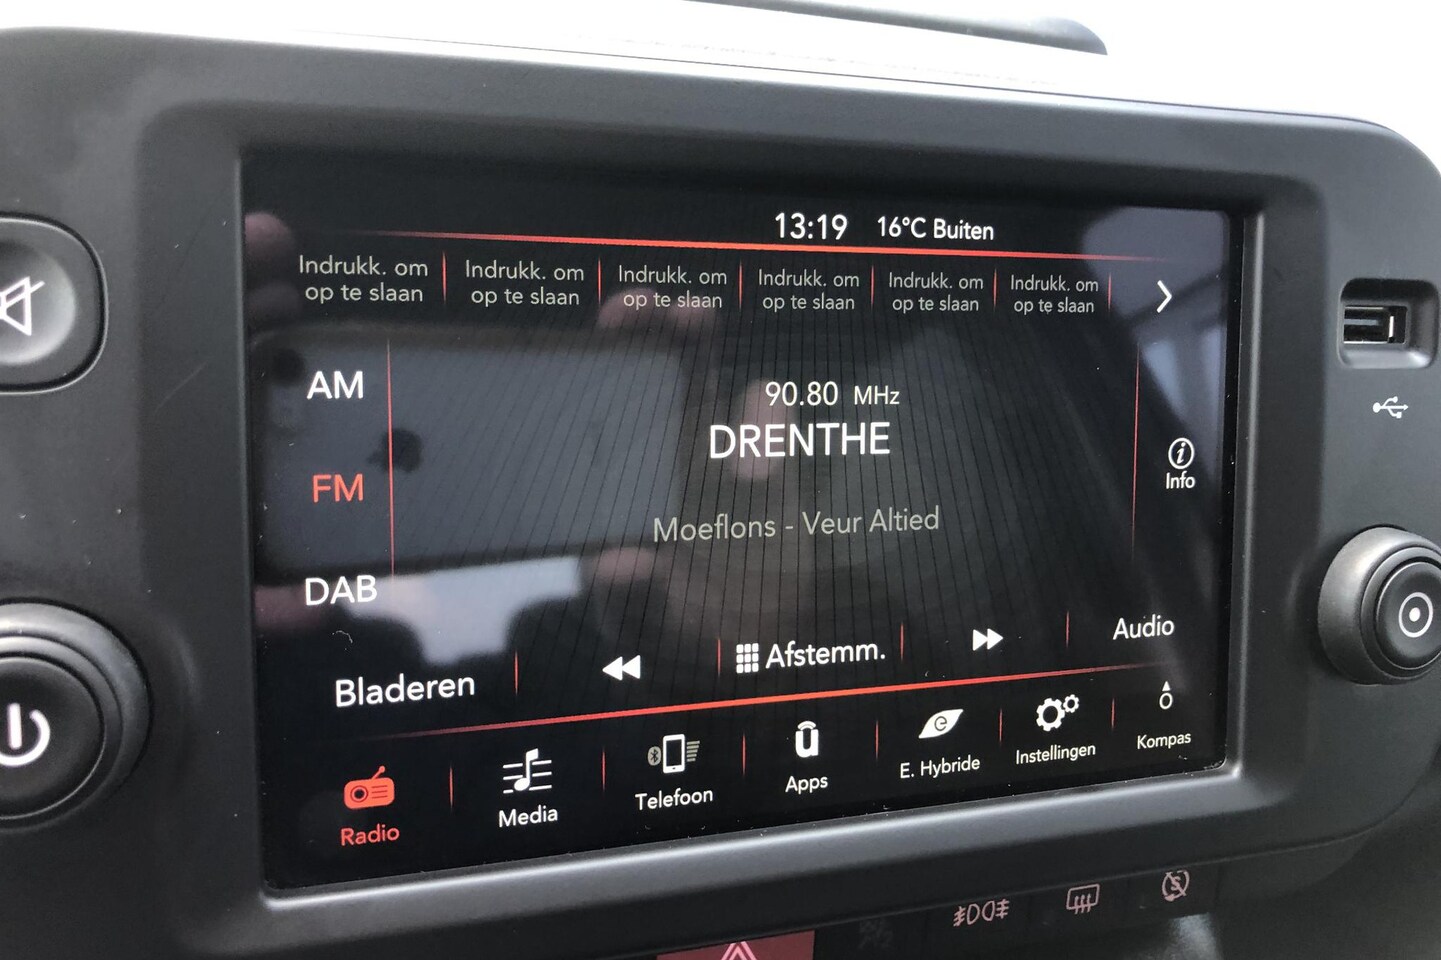 13:19 16°C Buiten
Indrukk. om op te slaan
Indrukk. om op te slaan
Indrukk. om op te slaan
Indrukk. om op te slaan
Indrukk. om op te slaan
Indrukk. om op te slaan
AM
90.80 MHz
DRENTHE
FM
Info
Moeflons - Veur Altied
DAB
Bladeren
Afstemm.
Audio
Radio
Media
Telefoon
Apps
E. Hybride
Instellingen
Kompas